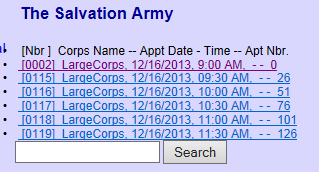 The Salvation Army
[Nbr ] Corps Name -- Appt Date - Time -- Apt Nbr.
[0002] LargeCorps, 12/16/2013, 9:00 AM, - - 0
[0115] LargeCorps, 12/16/2013, 09:30 AM, - - 26
[0116] LargeCorps, 12/16/2013, 10:00 AM, - - 51
[0117] LargeCorps, 12/16/2013, 10:30 AM, - - 76
[0118] LargeCorps, 12/16/2013, 11:00 AM, - - 101
[0119] LargeCorps, 12/16/2013, 11:30 AM, - - 126
Search